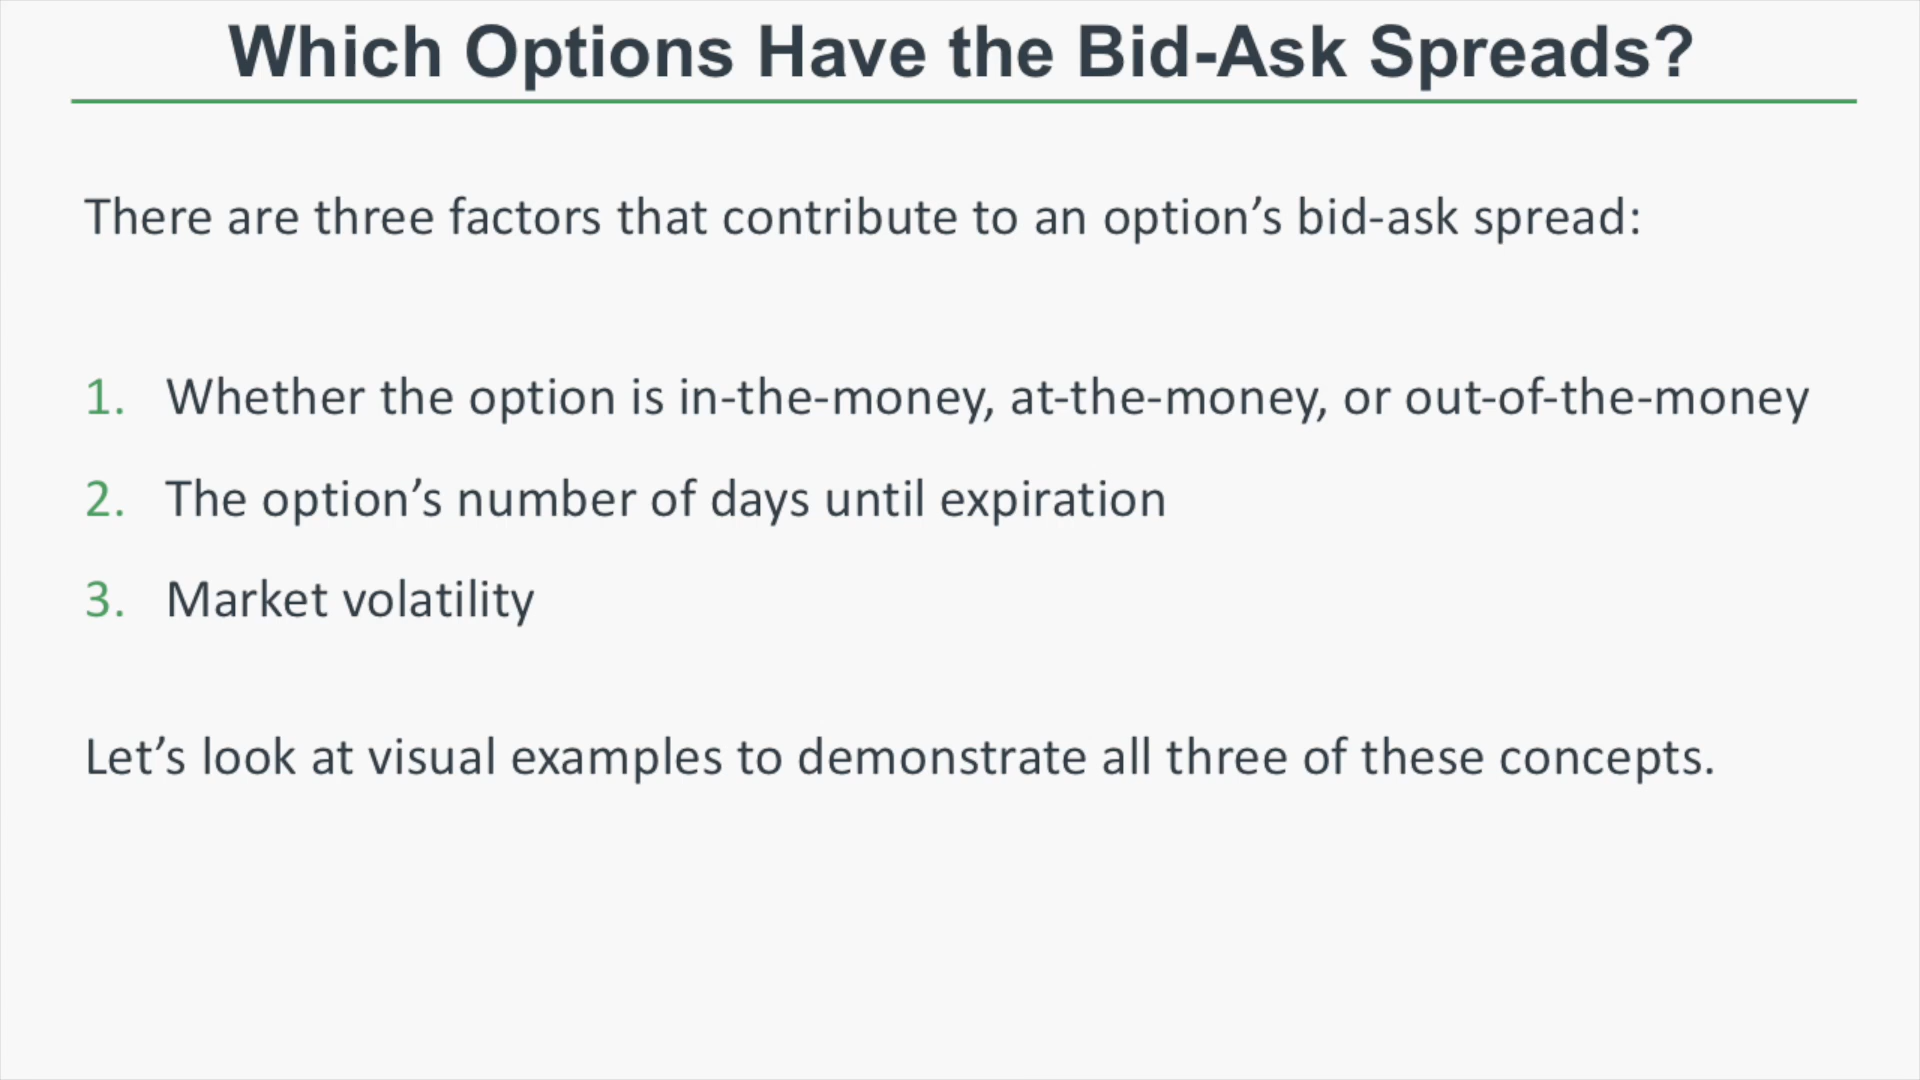 Which Options Have the Bid-Ask Spreads?
There are three factors that contribute to an option’s bid-ask spread:
1. Whether the option is in-the-money, at-the-money, or out-of-the-money
2. The option’s number of days until expiration
3. Market volatility
Let’s look at visual examples to demonstrate all three of these concepts.